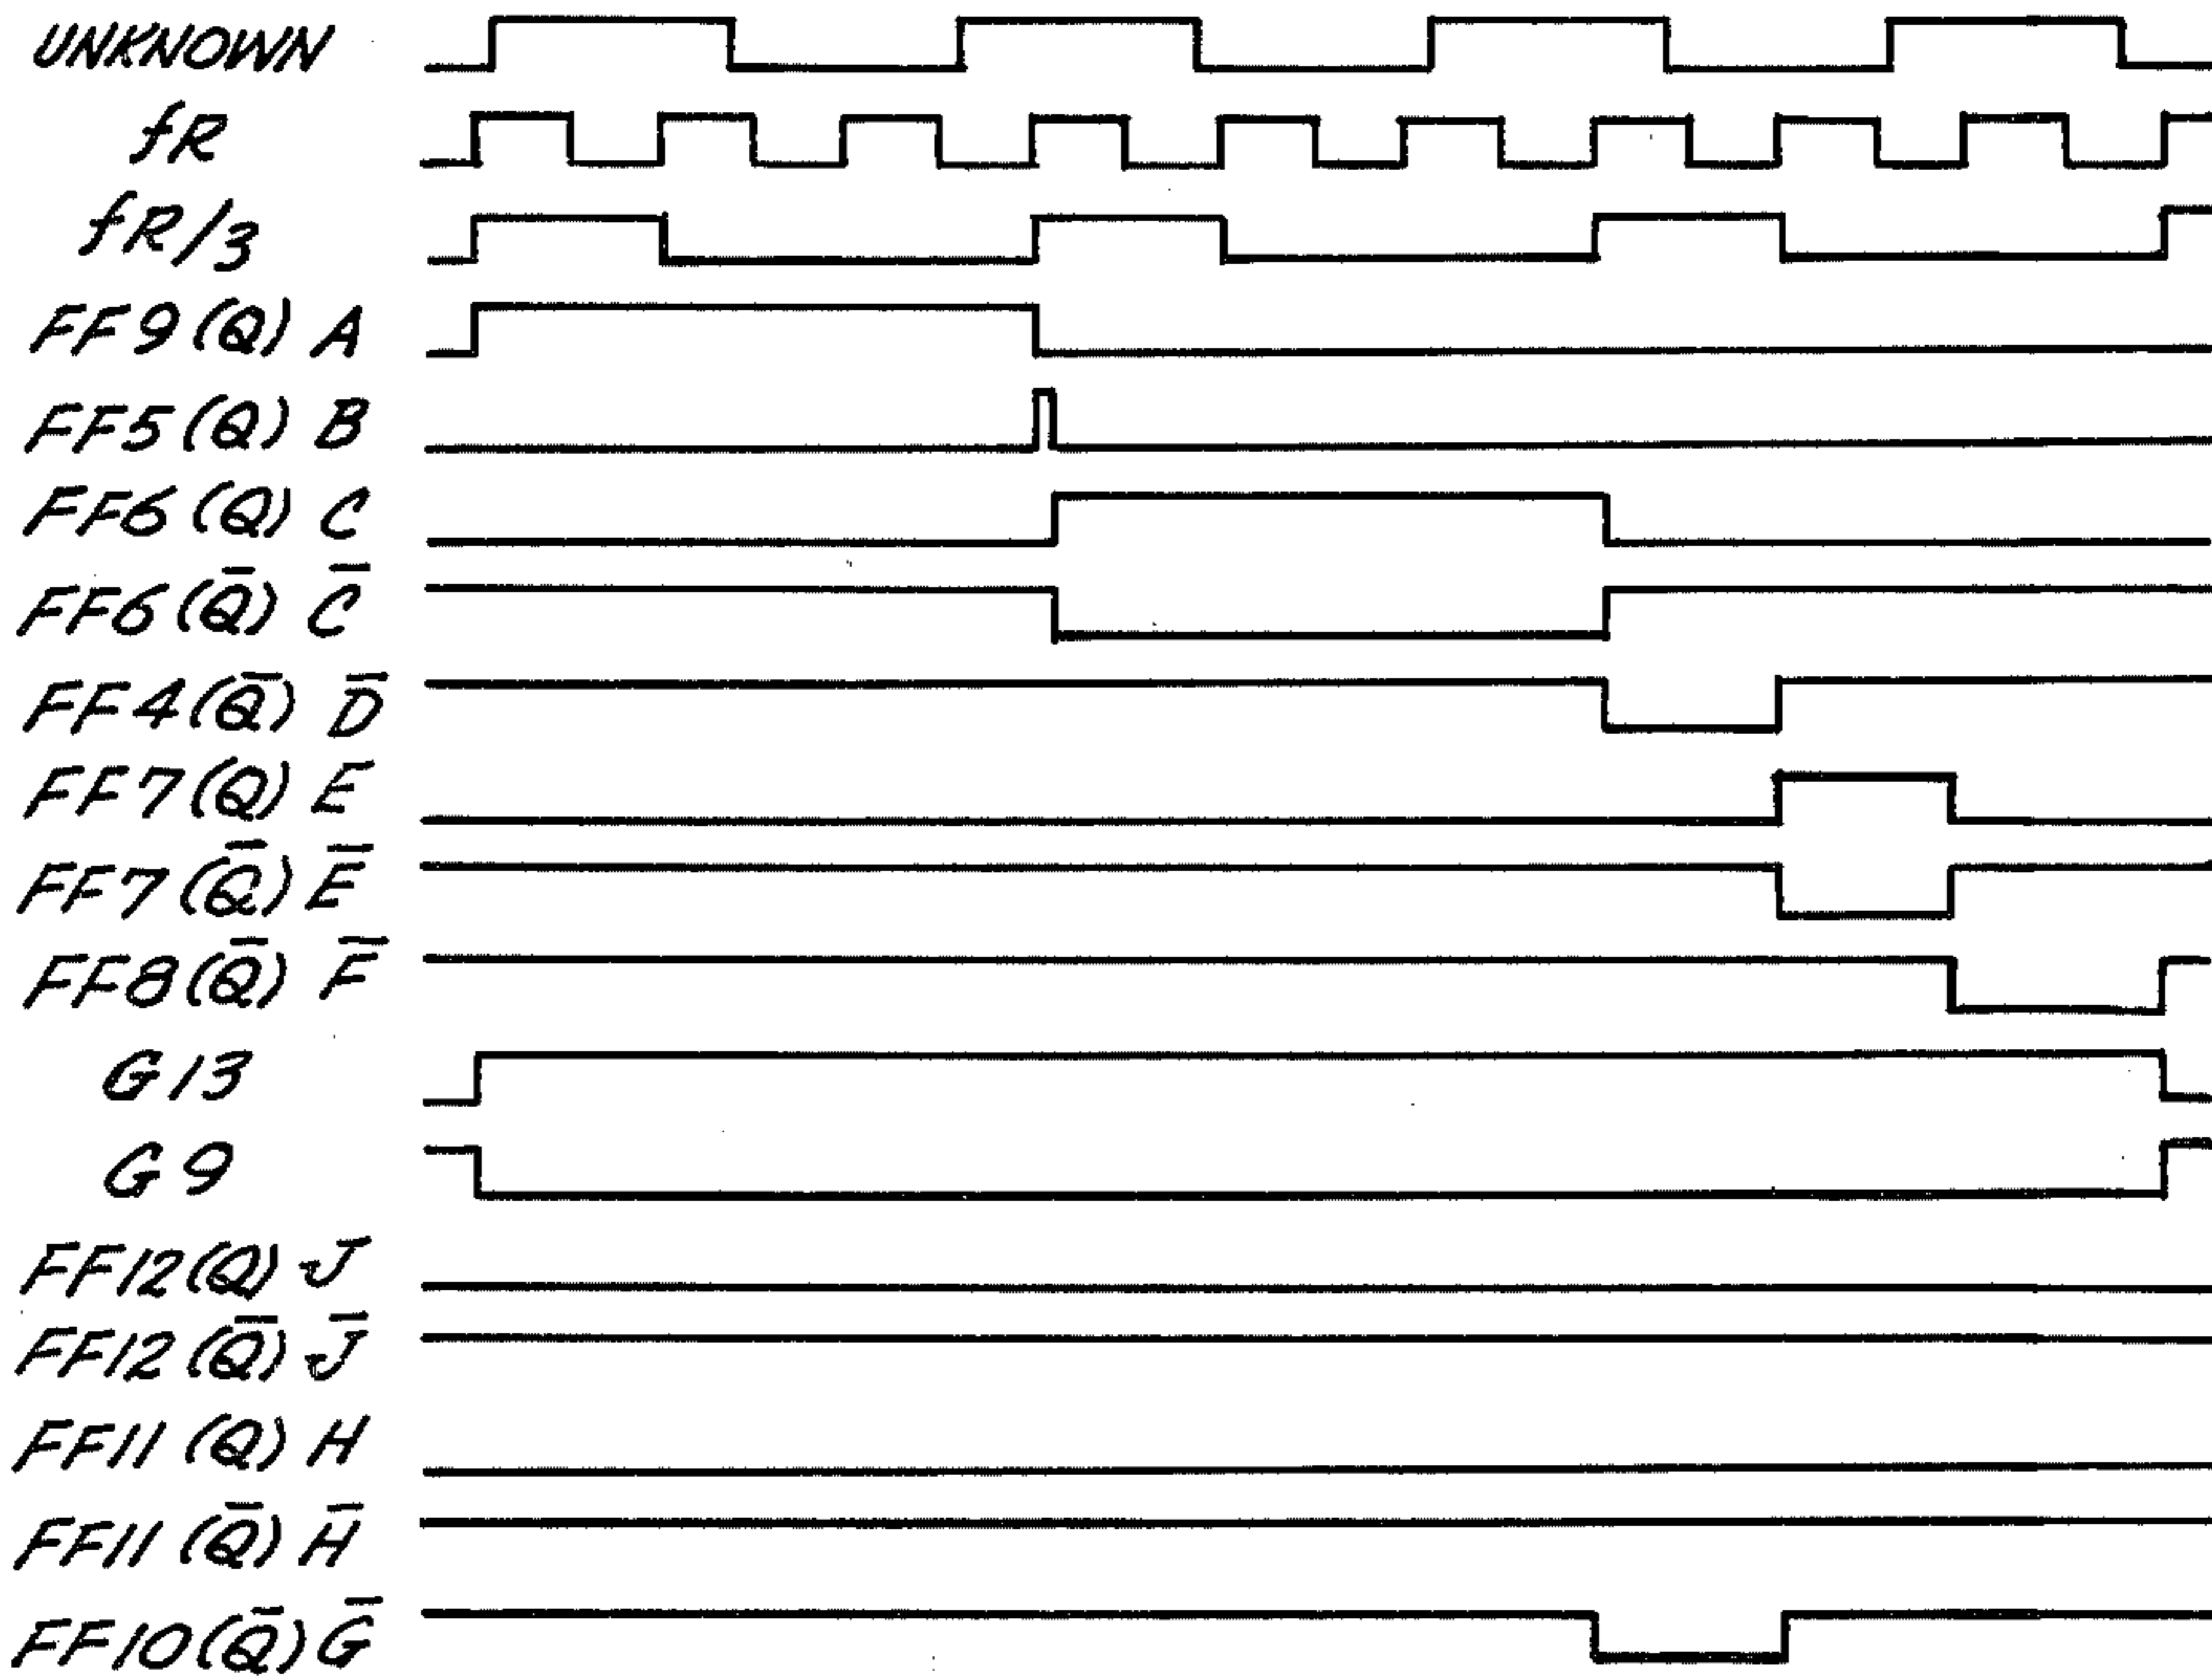 UNKNOWN
fR
fR/3
FF9(Q) A
FF5(Q) B
FF6(Q) C
FF6(Q̅) C̅
FF4(Q̅) D̅
FF7(Q) E
FF7(Q̅) E̅
FF8(Q̅) F̅
G13
G9
FF12(Q) J
FF12(Q̅) J̅
FF11(Q) H
FF11(Q̅) H̅
FF10(Q̅) G̅